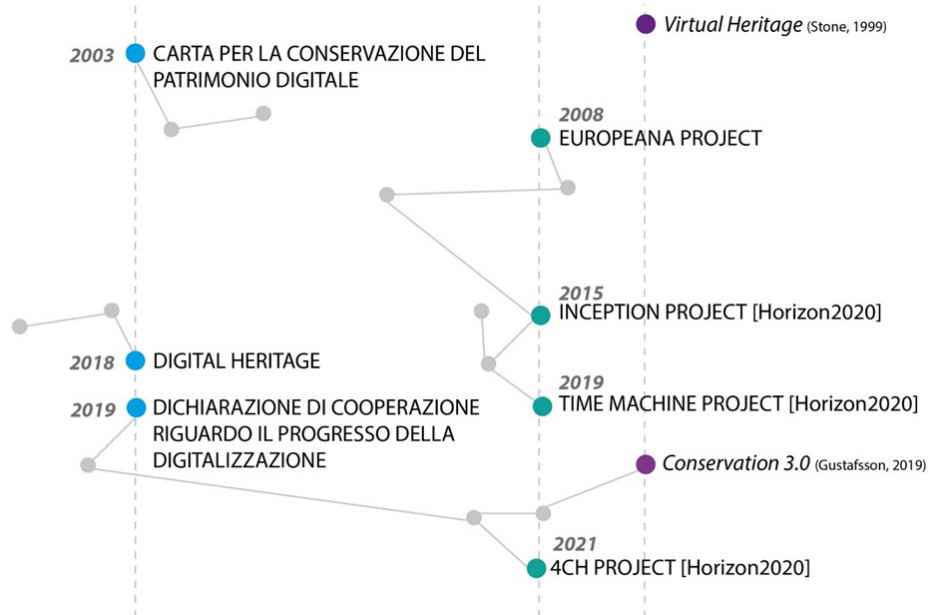 Virtual Heritage (Stone, 1999)
2003 CARTA PER LA CONSERVAZIONE DEL
PATRIMONIO DIGITALE
2008
EUROPEANA PROJECT
2015
INCEPTION PROJECT [Horizon2020]
2018 DIGITAL HERITAGE
2019
TIME MACHINE PROJECT [Horizon2020]
2019 DICHIARAZIONE DI COOPERAZIONE
RIGUARDO IL PROGRESSO DELLA
DIGITALIZZAZIONE
Conservation 3.0 (Gustafsson, 2019)
2021
4CH PROJECT [Horizon2020]